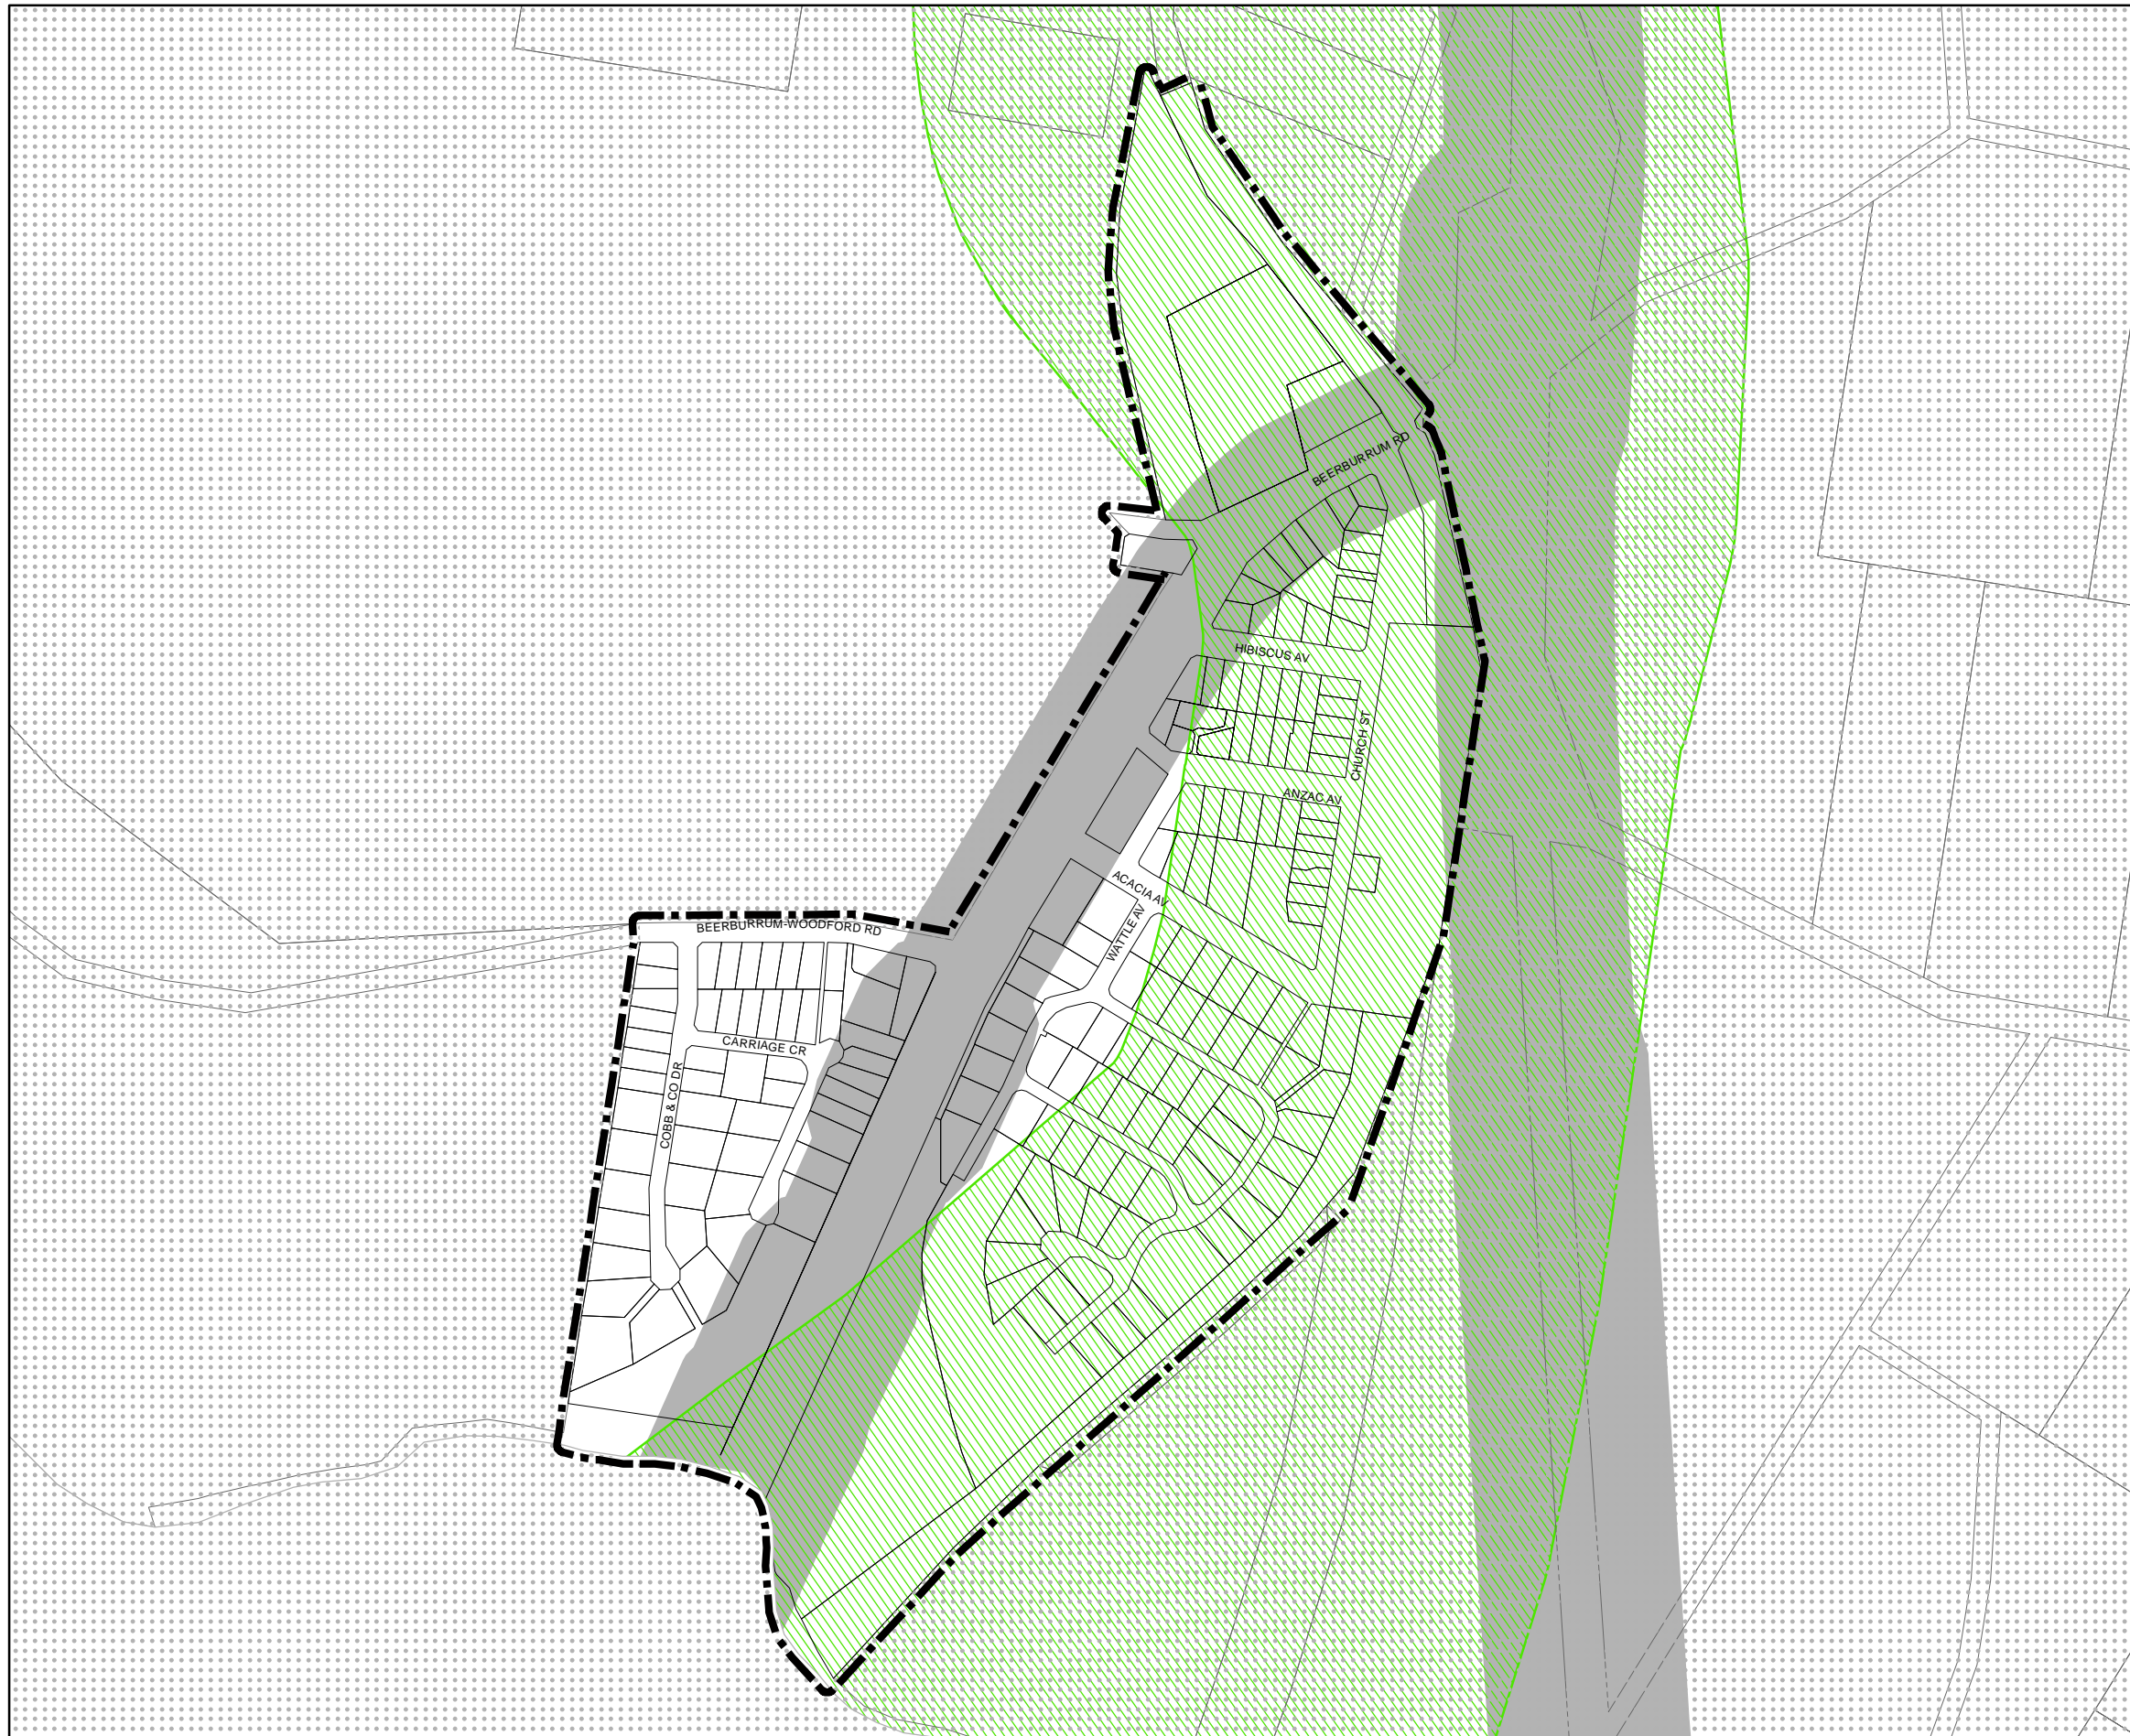 BEERBURRUM RD
HIBISCUS AV
CHURCH ST
ANZAC AV
ACACIA AV
WATTLE AV
BEERBURRUM-WOODFORD RD
CARRIAGE CR
COBB & CO DR